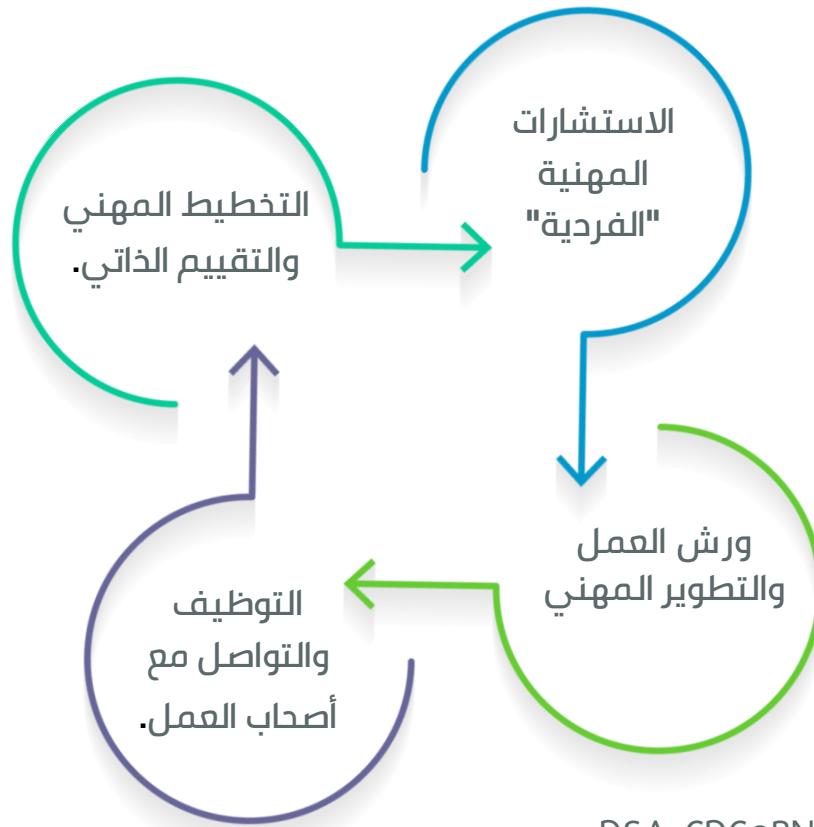 الاستشارات
المهنية
"الفردية"
التخطيط المهني
والتقييم الذاتي.
ورش العمل
والتطوير المهني
التوظيف
والتواصل مع
أصحاب العمل.